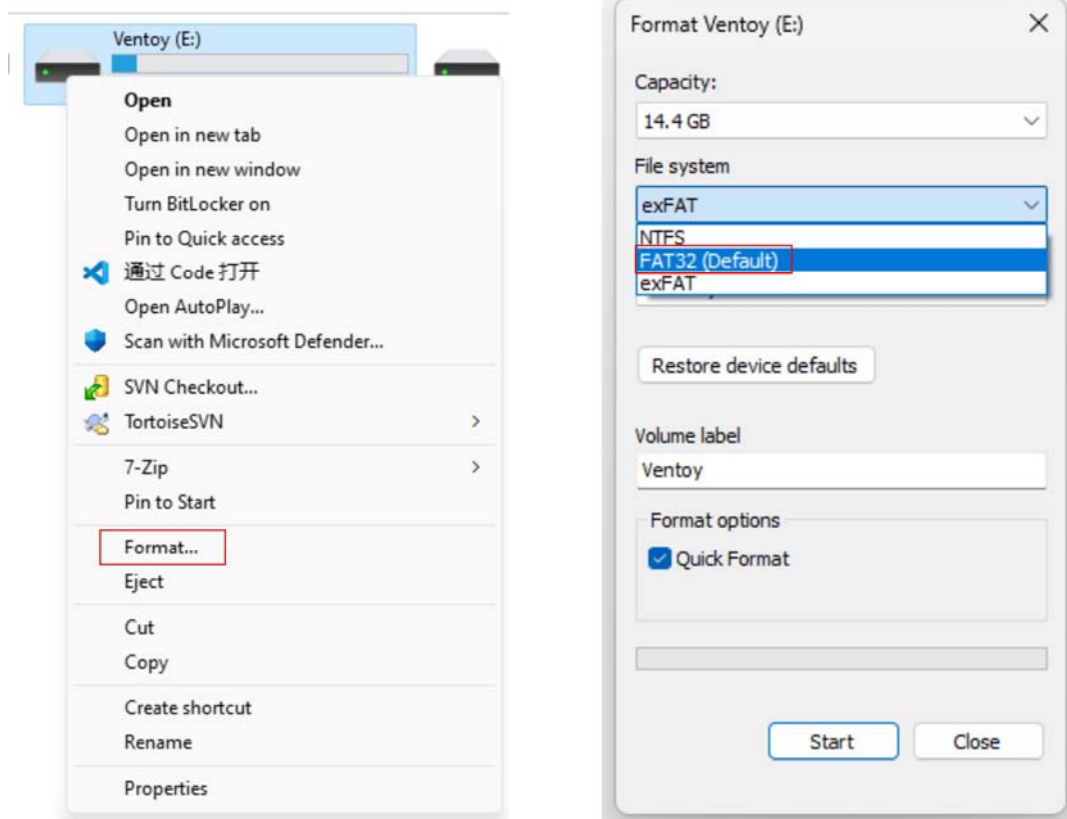 Ventoy (E:)
Open
Open in new tab
Open in new window
Turn BitLocker on
Pin to Quick access
通过 Code 打开
Open AutoPlay...
Scan with Microsoft Defender...
SVN Checkout...
TortoiseSVN
7-Zip
Pin to Start
Format...
Eject
Cut
Copy
Create shortcut
Rename
Properties
Format Ventoy (E:)
Capacity:
14.4 GB
File system
exFAT
NTFS
FAT32 (Default)
exFAT
Restore device defaults
Volume label
Ventoy
Format options
Quick Format
Start
Close